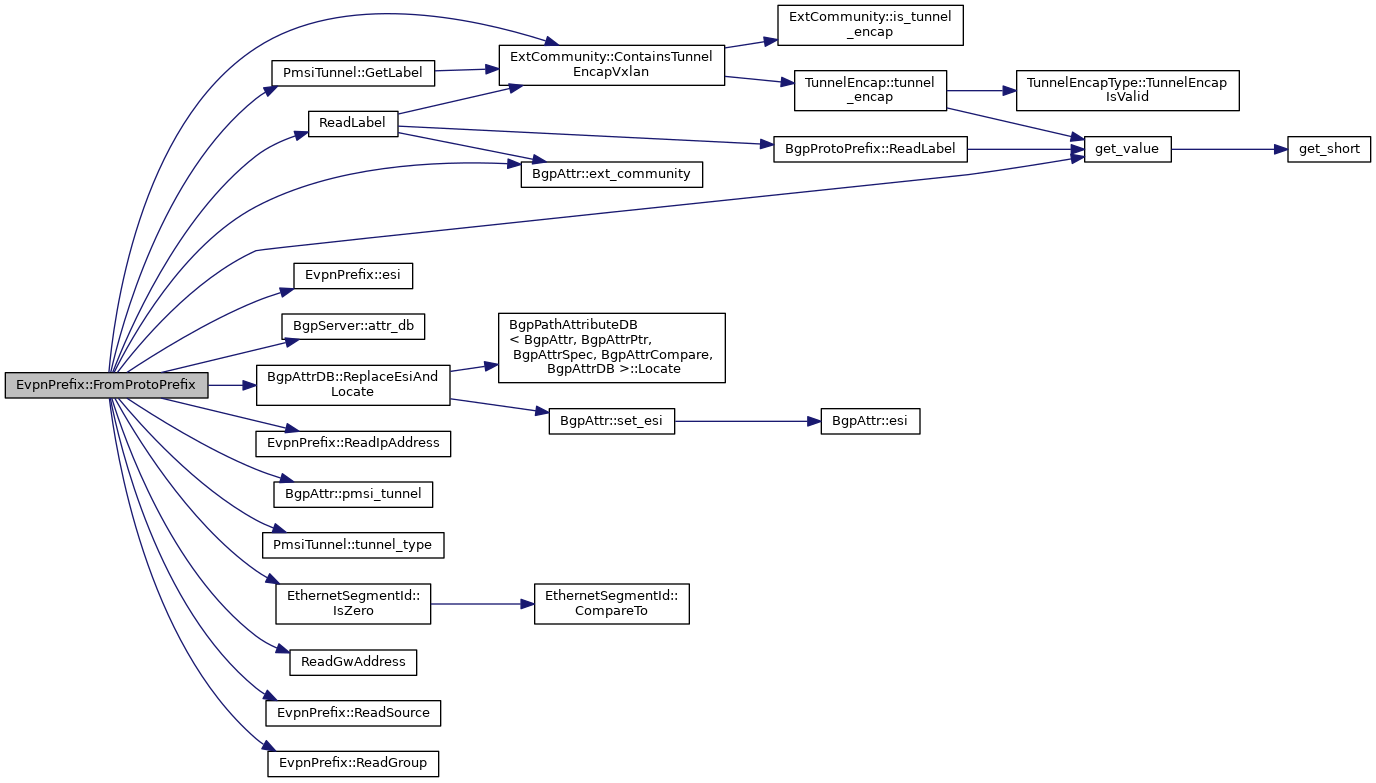 ExtCommunity::is_tunnel
_encap
ExtCommunity::ContainsTunnel
EncapVxlan
PmsiTunnel::GetLabel
TunnelEncap::tunnel
_encap
TunnelEncapType::TunnelEncap
IsValid
ReadLabel
BgpProtoPrefix::ReadLabel
get_value
get_short
BgpAttr::ext_community
EvpnPrefix::esi
BgpServer::attr_db
BgpPathAttributeDB
< BgpAttr, BgpAttrPtr,
BgpAttrSpec, BgpAttrCompare,
BgpAttrDB >::Locate
EvpnPrefix::FromProtoPrefix
BgpAttrDB::ReplaceEsiAnd
Locate
BgpAttr::set_esi
BgpAttr::esi
EvpnPrefix::ReadIpAddress
BgpAttr::pmsi_tunnel
PmsiTunnel::tunnel_type
EthernetSegmentId::
IsZero
EthernetSegmentId::
CompareTo
ReadGwAddress
EvpnPrefix::ReadSource
EvpnPrefix::ReadGroup